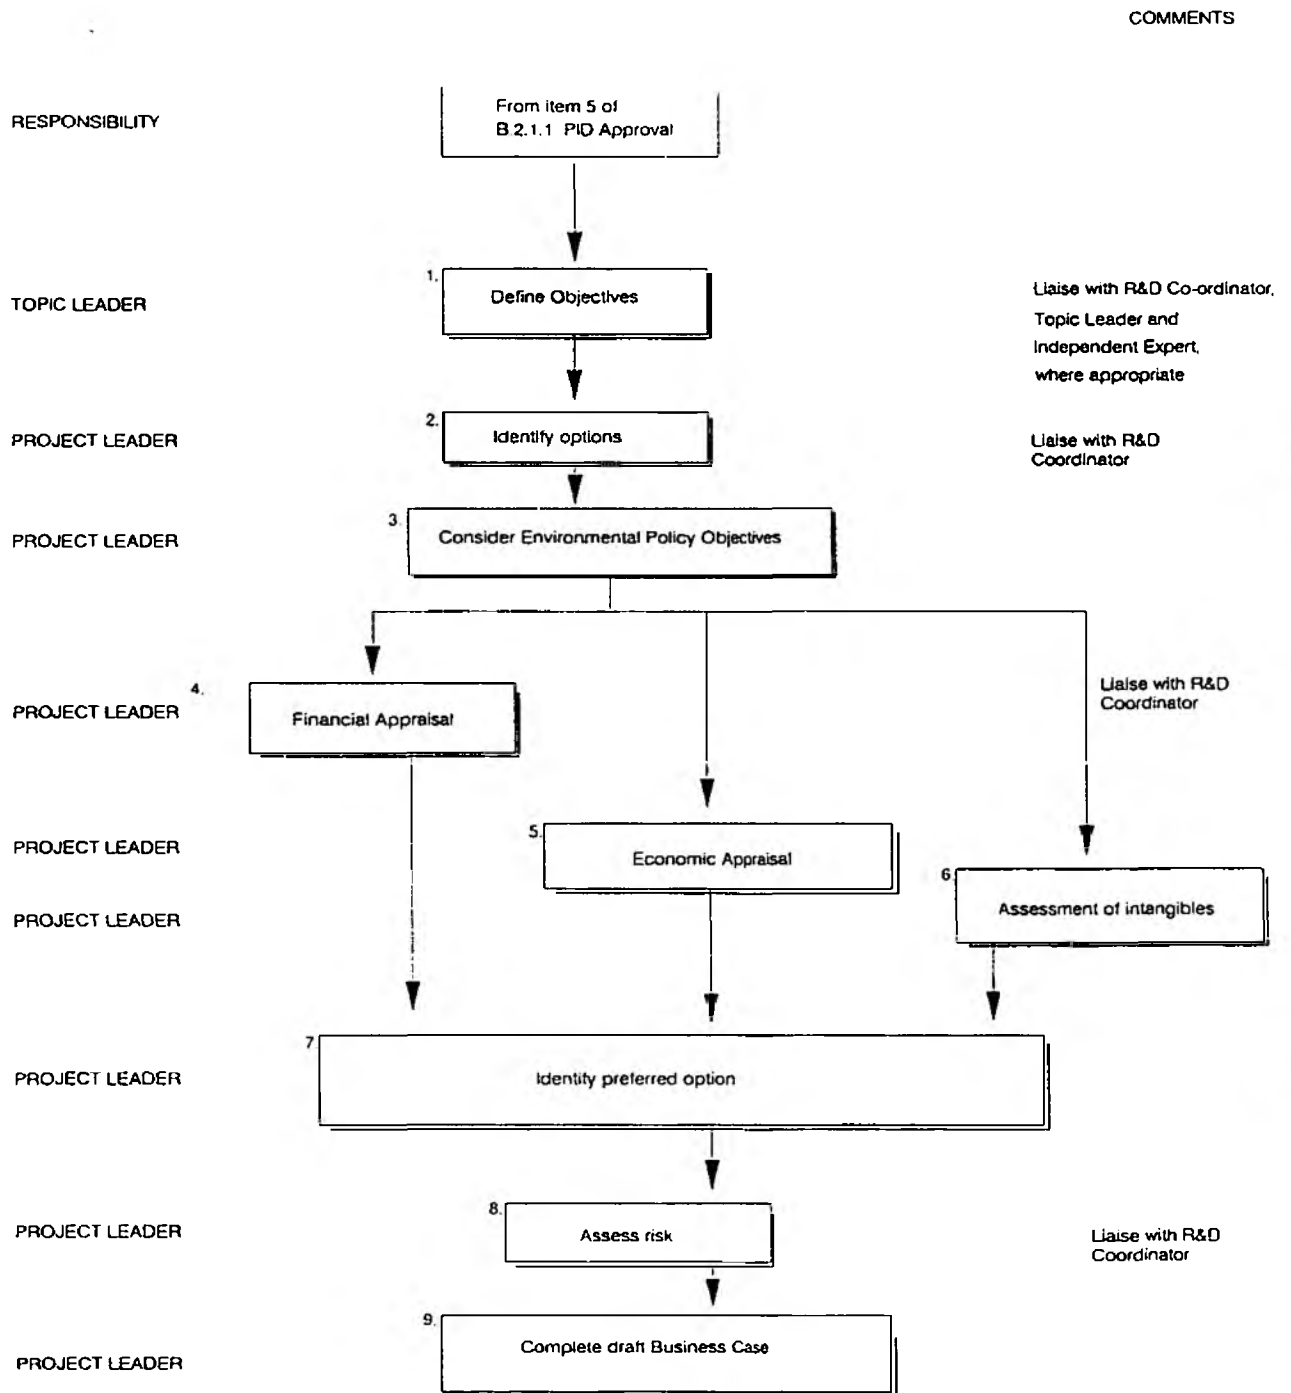 COMMENTS
RESPONSIBILITY
From item 5 of
B.2.1.1 PID Approval
TOPIC LEADER
1.
Define Objectives
Liaise with R&D Co-ordinator,
Topic Leader and
Independent Expert,
where appropriate
PROJECT LEADER
2.
Identify options
Liaise with R&D
Coordinator
PROJECT LEADER
3.
Consider Environmental Policy Objectives
PROJECT LEADER
4.
Financial Appraisal
Liaise with R&D
Coordinator
PROJECT LEADER
5.
Economic Appraisal
PROJECT LEADER
6.
Assessment of intangibles
PROJECT LEADER
7.
Identify preferred option
PROJECT LEADER
8.
Assess risk
Liaise with R&D
Coordinator
PROJECT LEADER
9.
Complete draft Business Case